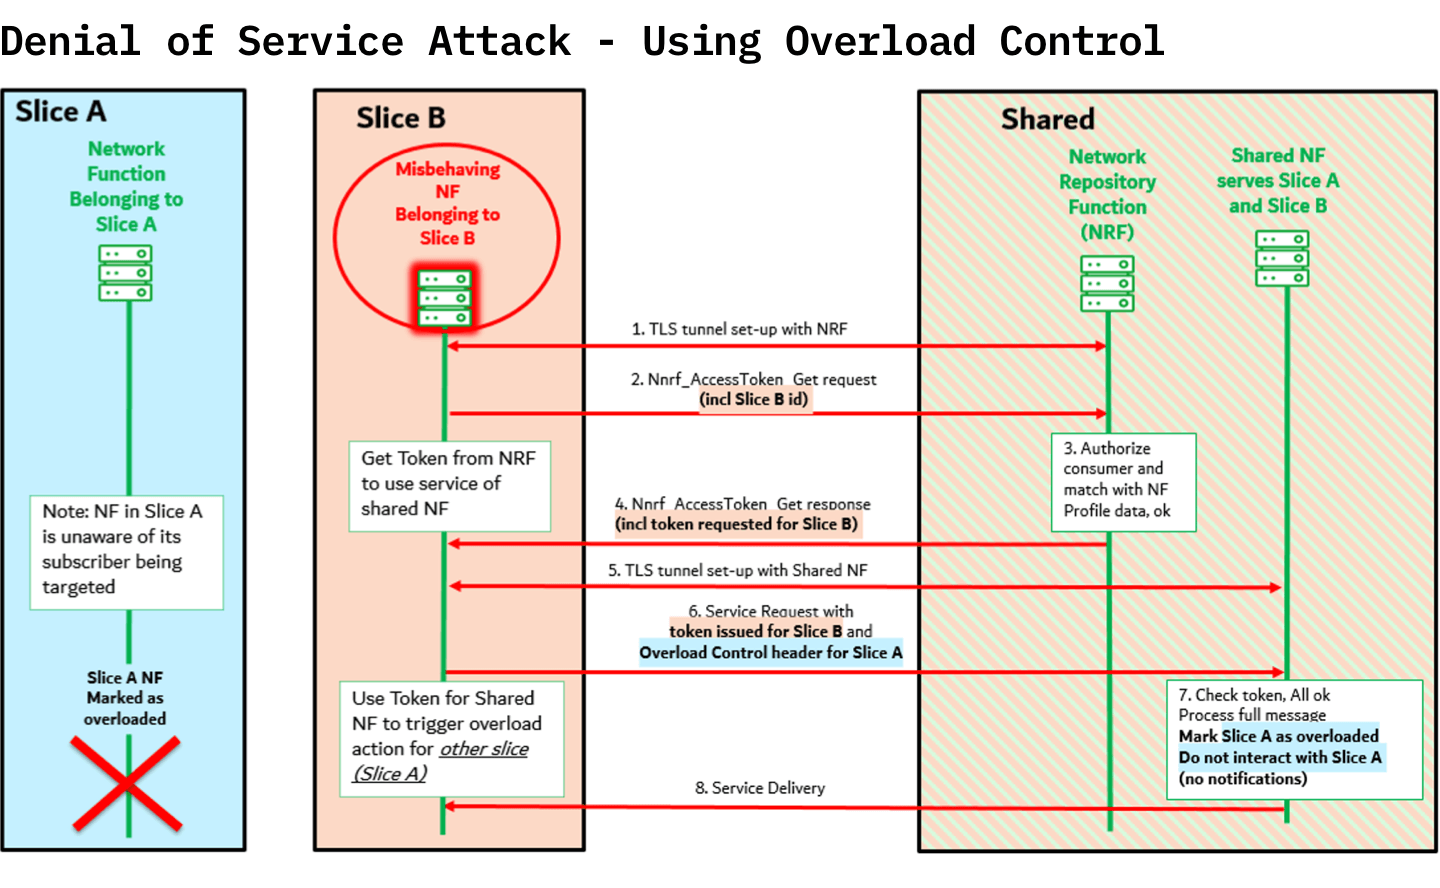 Denial of Service Attack - Using Overload Control
Slice A
Network
Function
Belonging to
Slice A
Note: NF in Slice A
is unaware of its
subscriber being
targeted
Slice A NF
Marked as
overloaded
Slice B
Misbehaving
NF
Belonging to
Slice B
Get Token from NRF
to use service of
shared NF
Use Token for Shared
NF to trigger overload
action for other slice
(Slice A)
1. TLS tunnel set-up with NRF
2. Nnrf_AccessToken_Get request
(incl Slice B id)
4. Nnrf_AccessToken_Get response
(incl token requested for Slice B)
5. TLS tunnel set-up with Shared NF
6. Service Request with
token issued for Slice B and
Overload Control header for Slice A
8. Service Delivery
Shared
Network
Repository
Function
(NRF)
Shared NF
serves Slice A
and Slice B
3. Authorize
consumer and
match with NF
Profile data, ok
7. Check token, All ok
Process full message
Mark Slice A as overloaded
Do not interact with Slice A
(no notifications)